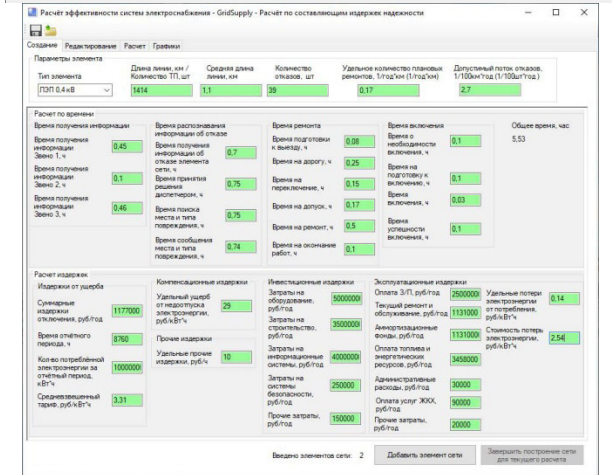 Расчёт эффективности систем электроснабжения - GridSupply - Расчёт по составляющим издержек надежности
Создание Редактирование Расчет Графики
Параметры элемента
Тип элемента
ЛЭП 0,4 кВ
Длина линии, км /
Количество ТП, шт
1414
Средняя длина
линии, км
1,1
Количество
отказов, шт
39
Удельное количество плановых
ремонтов, 1/год*км (1/год*км)
0,17
Допустимый поток отказов,
1/100км*год (1/100шт*год )
2,7
Расчет по времени
Время получения информации
Время получения
информации
Звено 1, ч
0,45
Время получения
информации
Звено 2, ч
0,1
Время получения
информации
Звено 3, ч
0,46
Время распознавания
информации об отказе
Время получения
информации об
отказе элемента
сети, ч
0,7
Время принятия
решения
диспетчером, ч
0,75
Время поиска
места и типа
повреждения, ч
0,75
Время сообщения
места и типа
повреждения, ч
0,74
Время ремонта
Время подготовки
к выезду, ч
0,08
Время на дорогу, ч
0,25
Время на
переключение, ч
0,15
Время на допуск, ч
0,17
Время на ремонт, ч
0,5
Время на окончание
работ, ч
0,1
Время включения
Время о
необходимости
включения, ч
0,1
Время на
подготовку к
включению, ч
0,1
Время
включения, ч
0,03
Время
успешности
включения, ч
0,1
Общее время, час
5,53
Расчет издержек
Издержки от ущерба
Суммарные
издержки
отключения, руб/год
1177000
Время отчётного
периода, ч
8760
Кол-во потреблённой
электроэнергии за
отчётный период,
кВт*ч
1000000
Средневзвешенный
тариф, руб/кВт*ч
3,31
Компенсационные издержки
Удельный ущерб
от недоотпуска
электроэнергии,
руб/кВт*ч
29
Прочие издержки
Удельные прочие
издержки, руб/ч
10
Инвестиционные издержки
Затраты на
оборудование,
руб/год
5000000
Затраты на
строительство,
руб/год
3500000
Затраты на
информационные
системы, руб/год
4000000
Затраты на
системы
безопасности,
руб/год
250000
Прочие затраты,
руб/год
150000
Эксплуатационные издержки
Оплата З/П, руб/год
2500000
Текущий ремонт и
обслуживание, руб/год
1131000
Аммортизационные
Фонды, руб/год
1131000
Оплата топлива и
энергетических
ресурсов, руб/год
3458000
Административные
расходы, руб/год
30000
Оплата услуг ЖКХ,
руб/год
90000
Прочие затраты,
руб/год
20000
Удельные потери
электроэнергии
от потребления,
руб/кВт*ч
0,14
Стоимость потерь
электроэнергии,
руб/кВт*ч
2,54
Введено элементов сети: 2
Добавить элемент
сети
Завершить построение сети
для текущего расчета